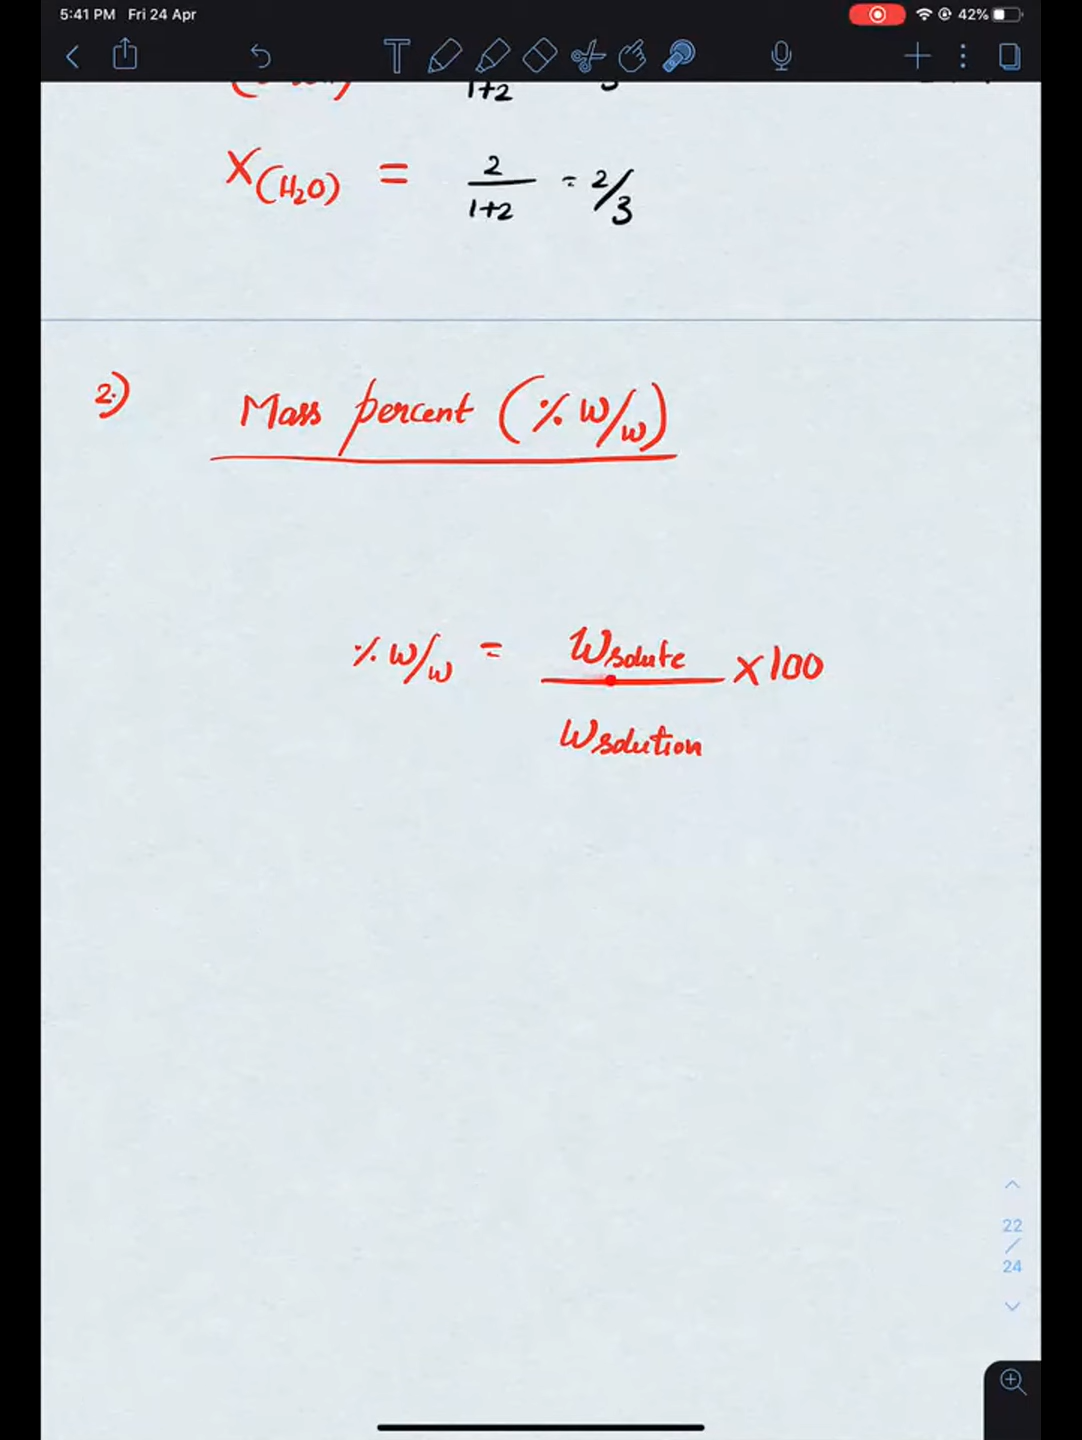 5:41 PM Fri 24 Apr
42%
T
1+2
X(H₂O) = 2/(1+2) = 2/3
2.) Mass percent (% W/W)
% W/W = Wsolute/Wsolution × 100
22
/
24